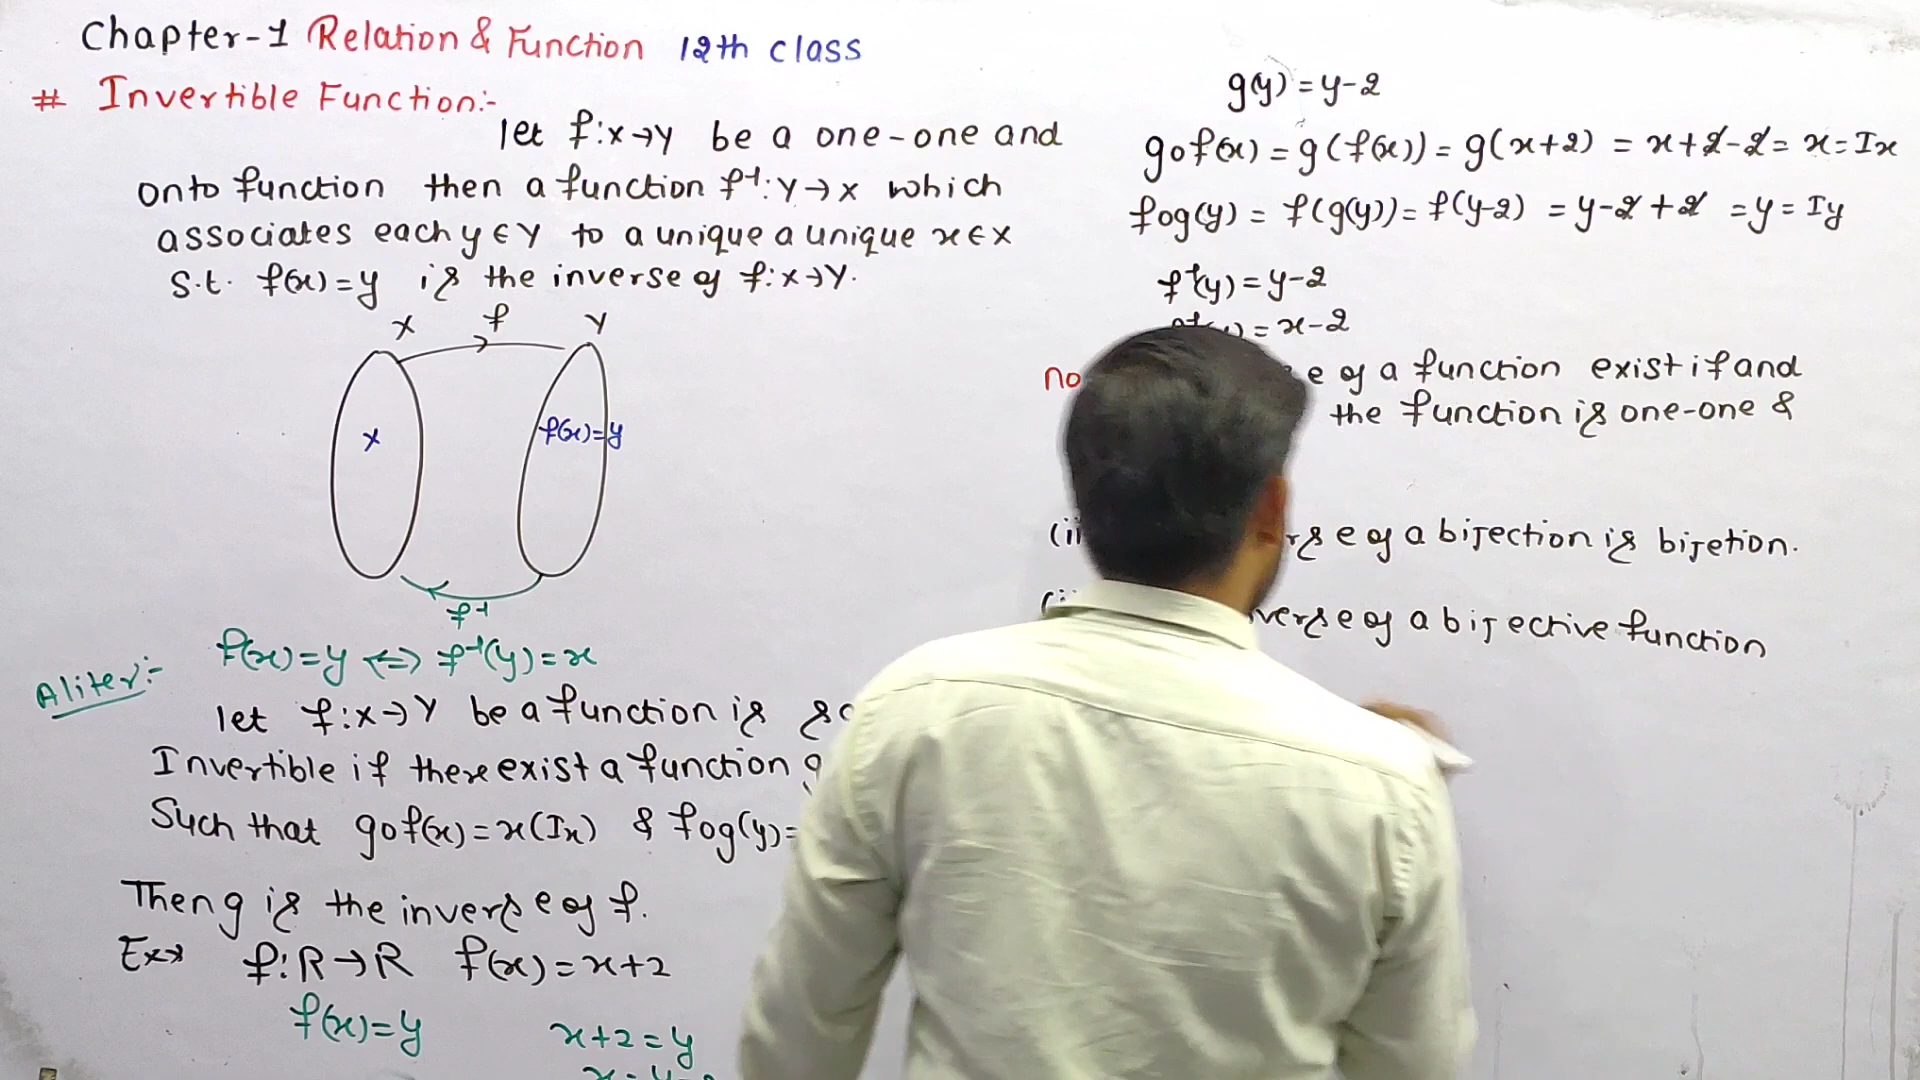 Chapter-1 Relation & Function 12th class
# Invertible Function:-
let f:x→y be a one-one and
onto function then a function f⁻¹:Y→X which
associates each y∈Y to a unique a unique x∈X
S.t. f(x)=y is the inverse of f:X→Y.
X f Y
X f(x)=y
f⁻¹
f(x)=y ⇔ f⁻¹(y)=x
Aliter:-
let f:X→Y be a function is
Invertible if there exist a function g
Such that gof(x)=x(Ix) & fog(y)=
Then g is the inverse of f.
Ex→ f:R→R f(x)=x+2
f(x)=y x+2=y
g(y)=y-2
gof(x)=g(f(x))=g(x+2)=x+2-2=x=Ix
fog(y)=f(g(y))=f(y-2)=y-2+2=y=Iy
f⁻¹(y)=y-2
=x-2
of a function exist if and
the function is one-one &
of a bijection is bijetion.
of a bijective function